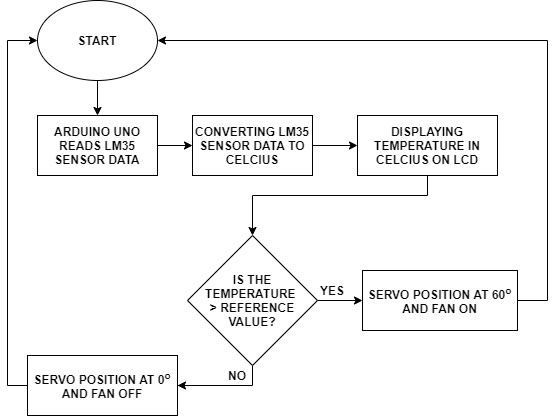 START
ARDUINO UNO
READS LM35
SENSOR DATA
CONVERTING LM35
SENSOR DATA TO
CELCIUS
DISPLAYING
TEMPERATURE IN
CELCIUS ON LCD
IS THE
TEMPERATURE
> REFERENCE
VALUE?
YES
SERVO POSITION AT 60°
AND FAN ON
NO
SERVO POSITION AT 0°
AND FAN OFF